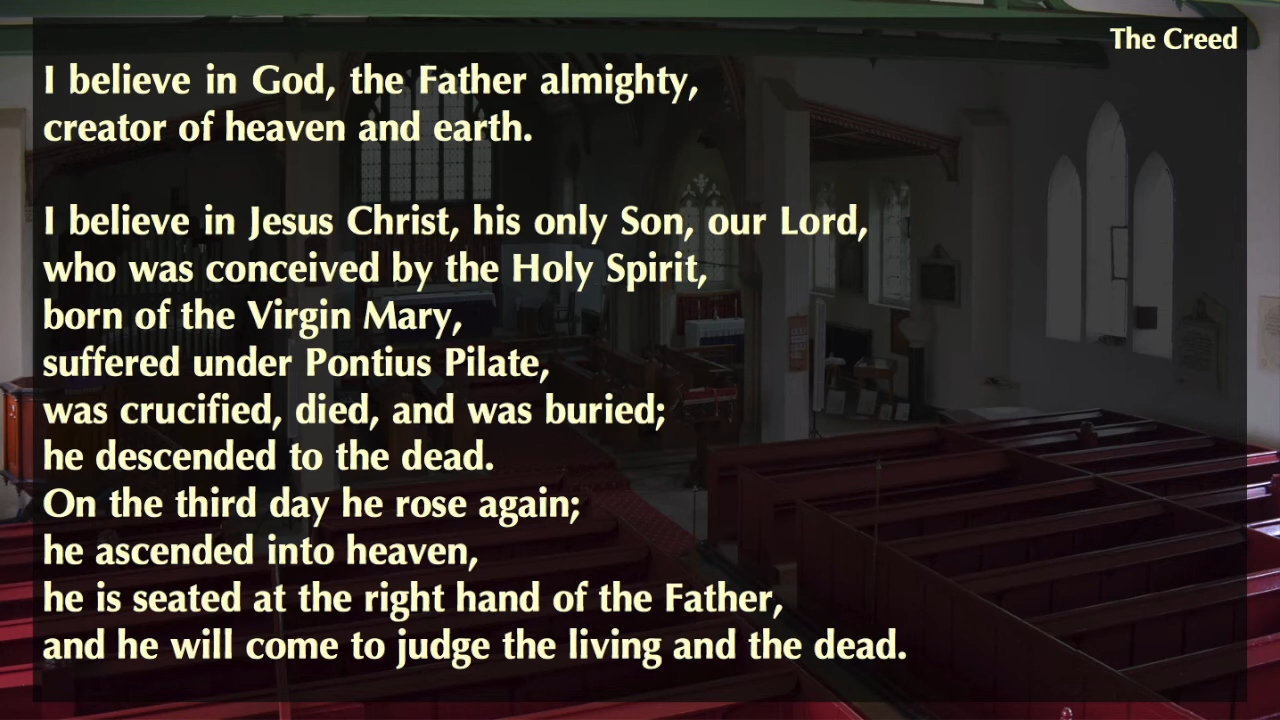 The Creed
I believe in God, the Father almighty,
creator of heaven and earth.
I believe in Jesus Christ, his only Son, our Lord,
who was conceived by the Holy Spirit,
born of the Virgin Mary,
suffered under Pontius Pilate,
was crucified, died, and was buried;
he descended to the dead.
On the third day he rose again;
he ascended into heaven,
he is seated at the right hand of the Father,
and he will come to judge the living and the dead.